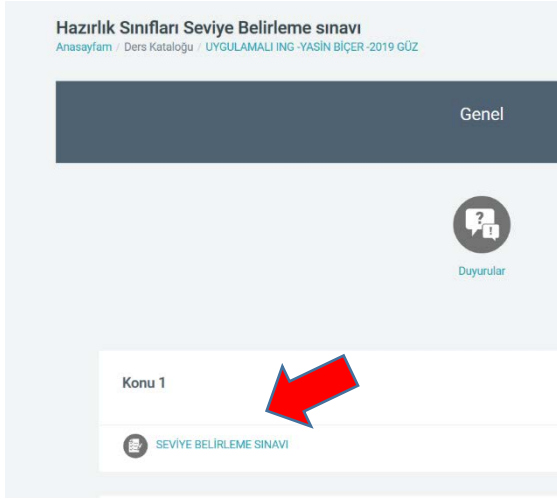 Hazırlık Sınıfları Seviye Belirleme sınavı
Anasayfam / Ders Kataloğu / UYGULAMALI ING -YASİN BİÇER -2019 GÜZ
Genel
?
!
Duyurular
Konu 1
SEVİYE BELİRLEME SINAVI